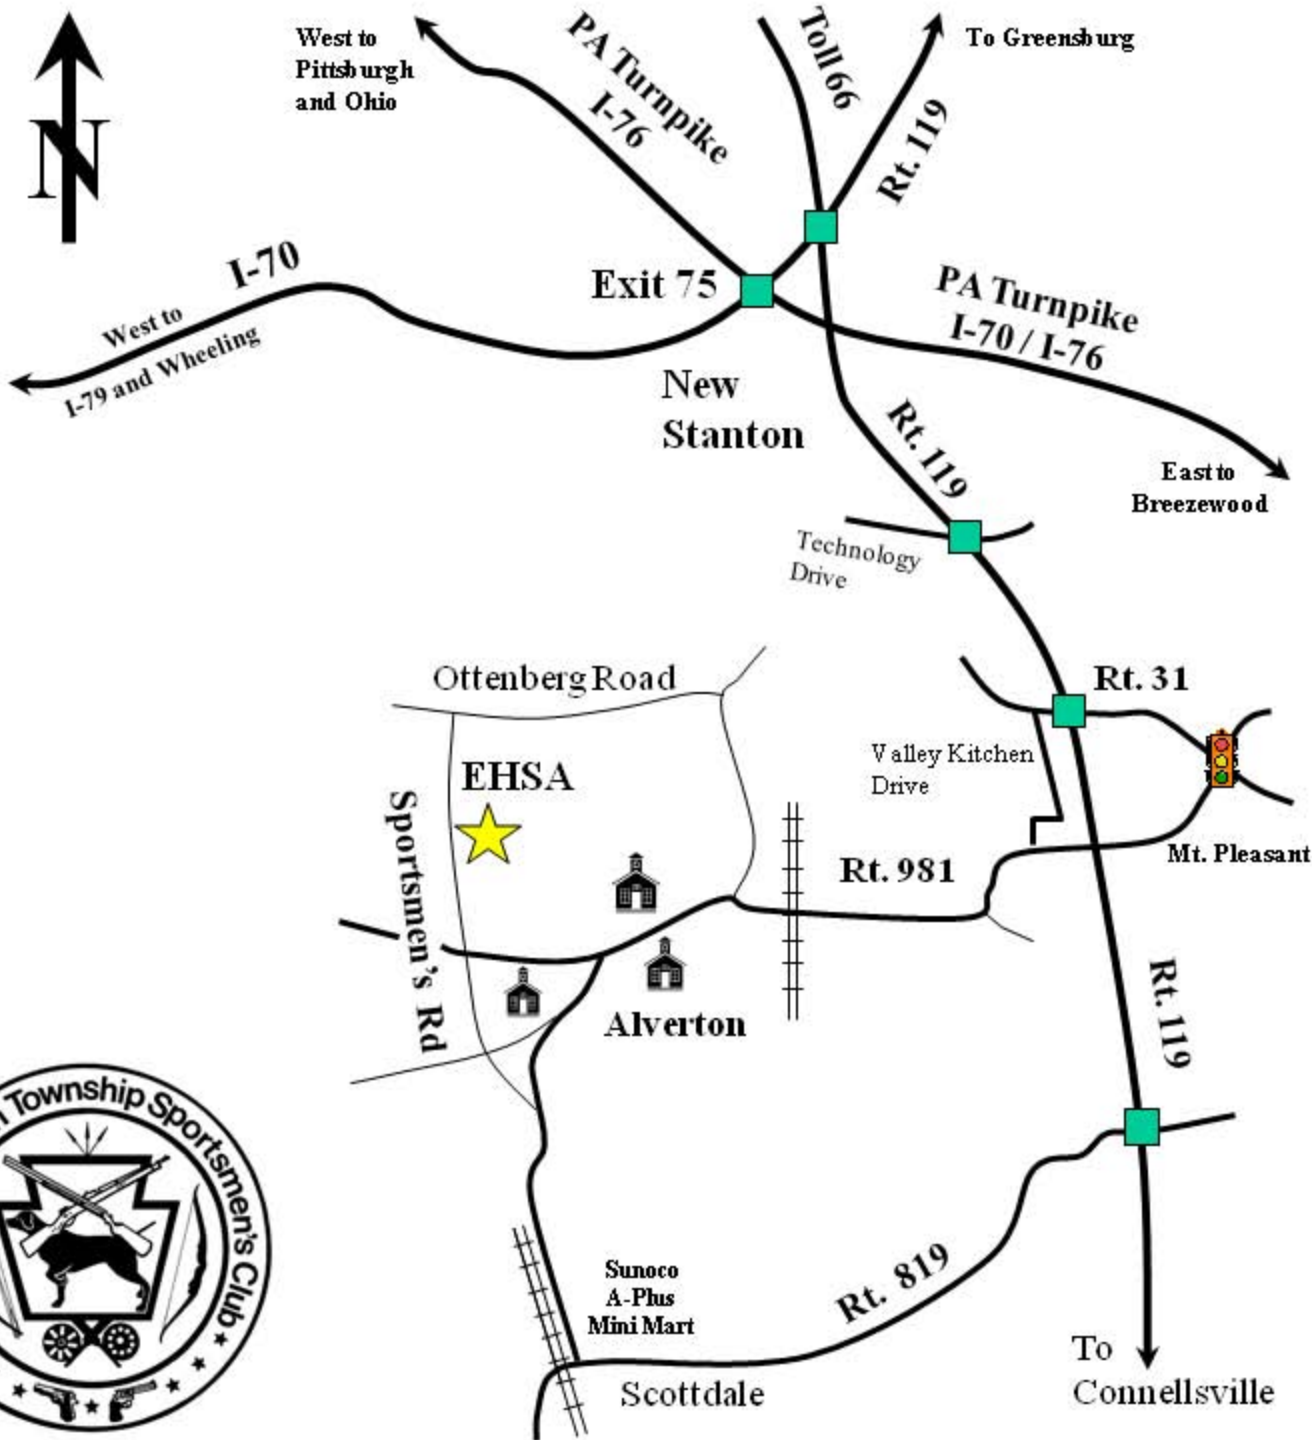 N
West to
Pittsburgh
and Ohio
PA Turnpike
I-76
Toll 66
To Greensburg
Rt. 119
I-70
West to
I-79 and Wheeling
Exit 75
PA Turnpike
I-70 / I-76
New
Stanton
Rt. 119
East to
Breezewood
Technology
Drive
Ottenberg Road
Rt. 31
EHSA
Valley Kitchen
Drive
Sportsmen's Rd
Rt. 981
Mt. Pleasant
Alverton
Rt. 119
Township Sportsmen's Club
Sunoco
A-Plus
Mini Mart
Rt. 819
Scottdale
To
Connellsville